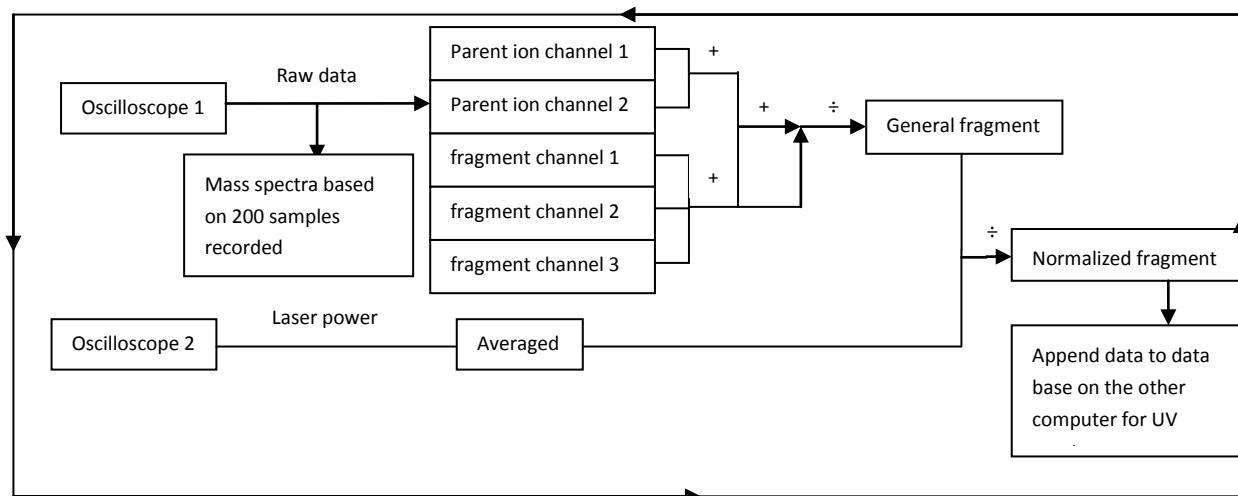 Parent ion channel 1
+
Raw data
Oscilloscope 1
Parent ion channel 2
+
÷
General fragment
fragment channel 1
Mass spectra based
on 200 samples
recorded
+
fragment channel 2
fragment channel 3
÷
Normalized fragment
Laser power
Oscilloscope 2
Averaged
Append data to data
base on the other
computer for UV